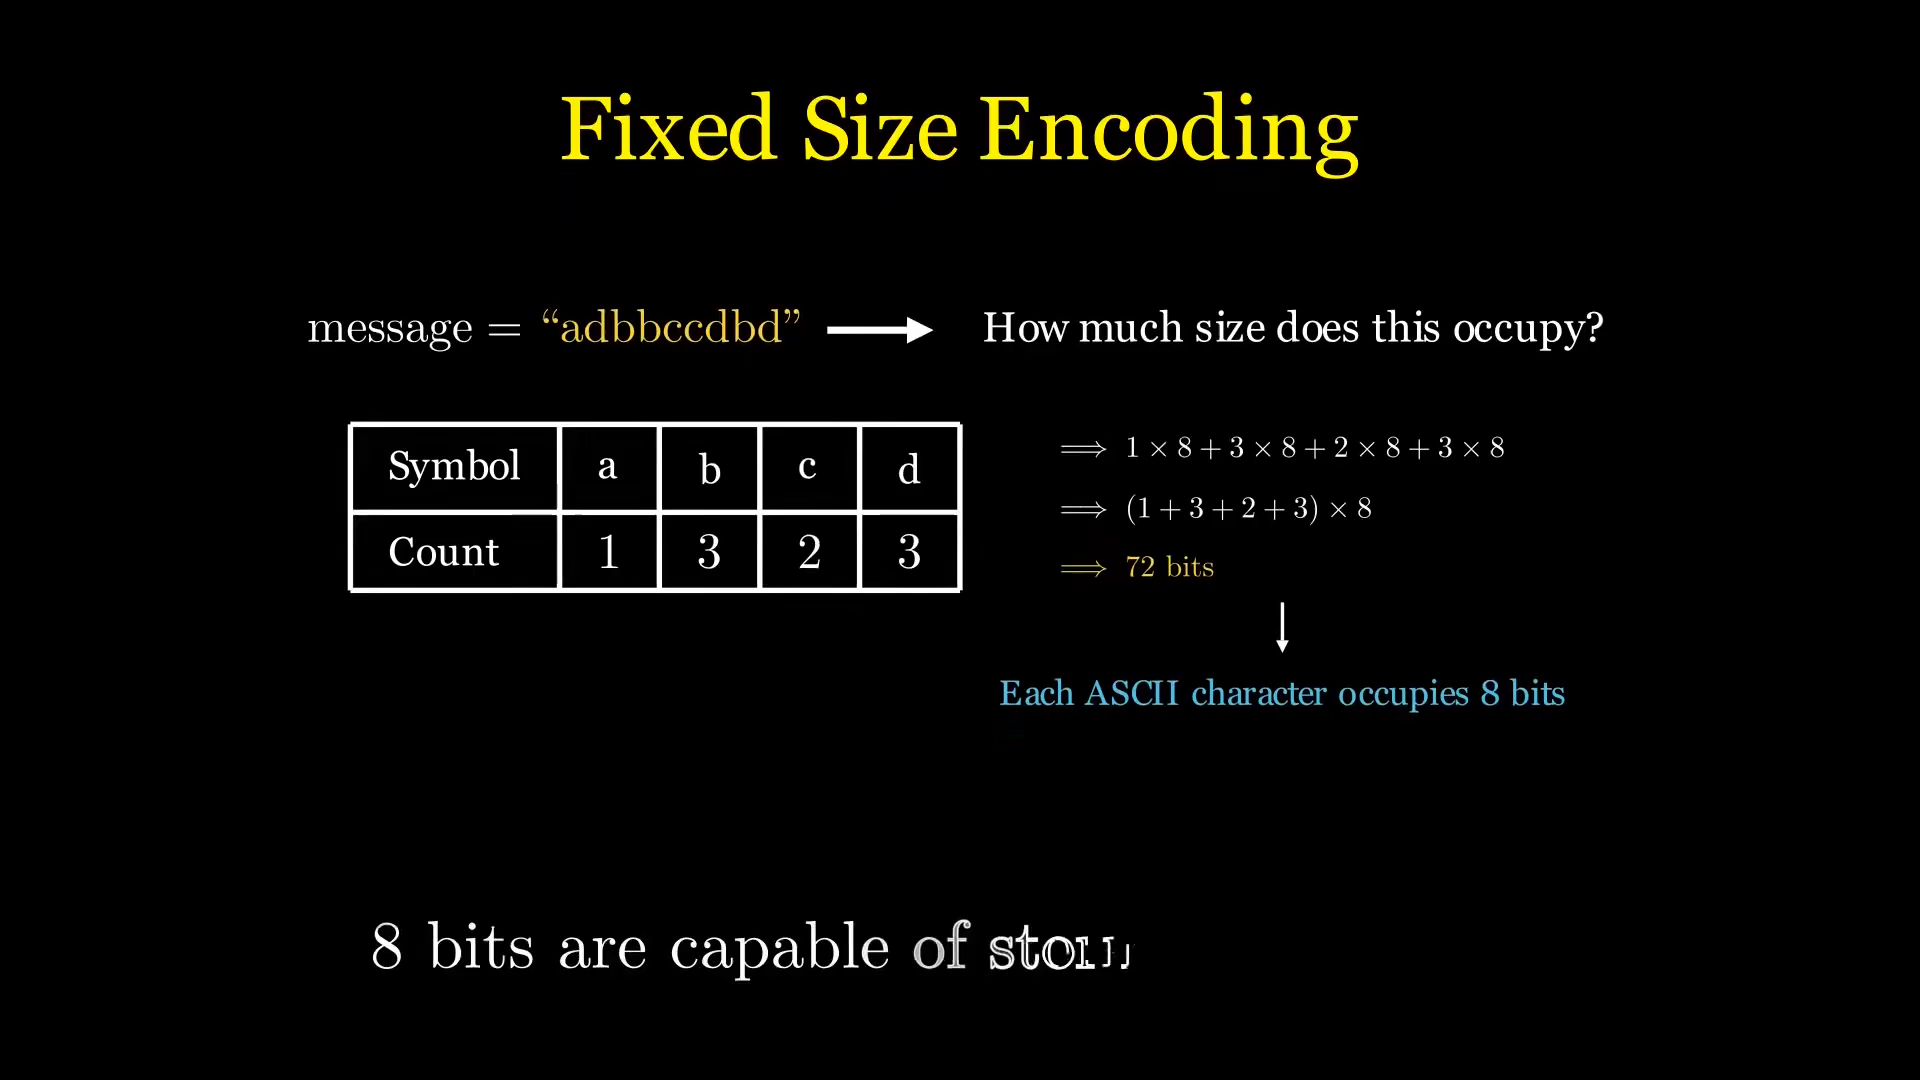 Fixed Size Encoding
message = “adbbccdbd”
How much size does this occupy?
Symbol a b c d
Count 1 3 2 3
⟹ 1 × 8 + 3 × 8 + 2 × 8 + 3 × 8
⟹ (1 + 3 + 2 + 3) × 8
⟹ 72 bits
Each ASCII character occupies 8 bits
8 bits are capable of